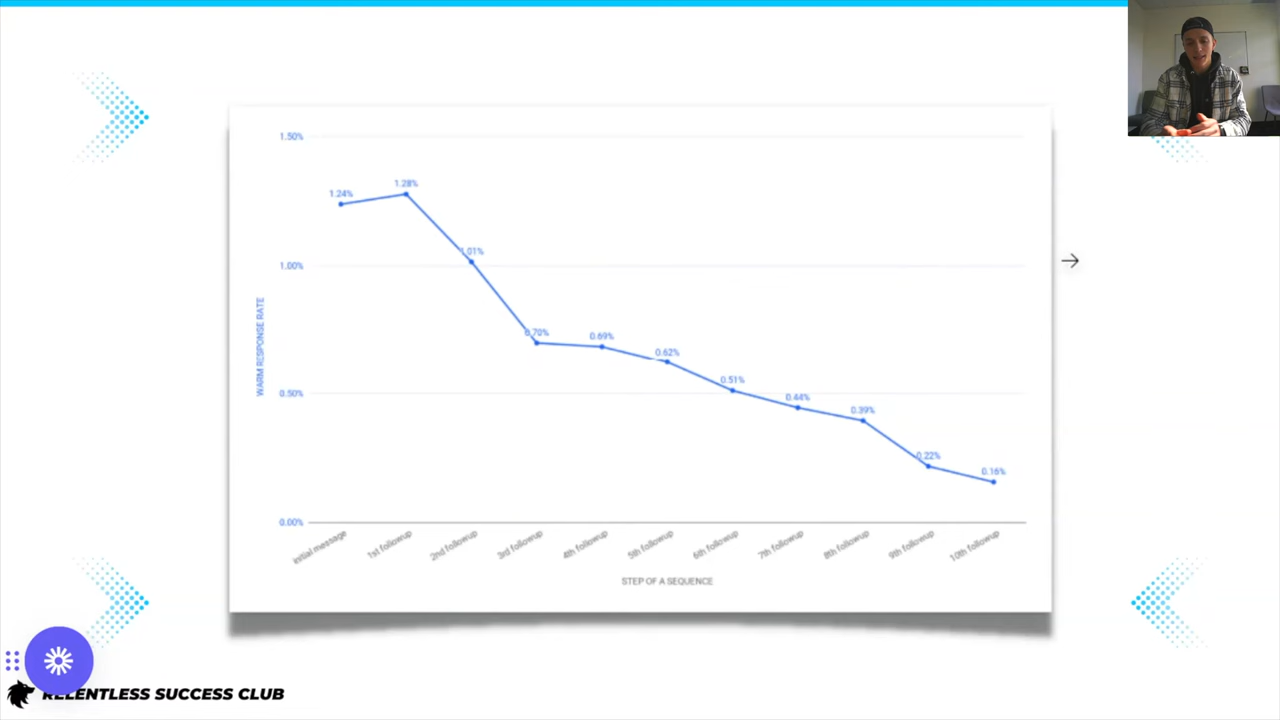 1.50%
1.28%
1.24%
1.01%
1.00%
0.70%
0.69%
0.62%
0.51%
0.50%
0.44%
0.39%
0.22%
0.16%
0.00%
WARM RESPONSE RATE
initial message
1st followup
2nd followup
3rd followup
4th followup
5th followup
6th followup
7th followup
8th followup
9th followup
10th followup
STEP OF A SEQUENCE
RELENTLESS SUCCESS CLUB